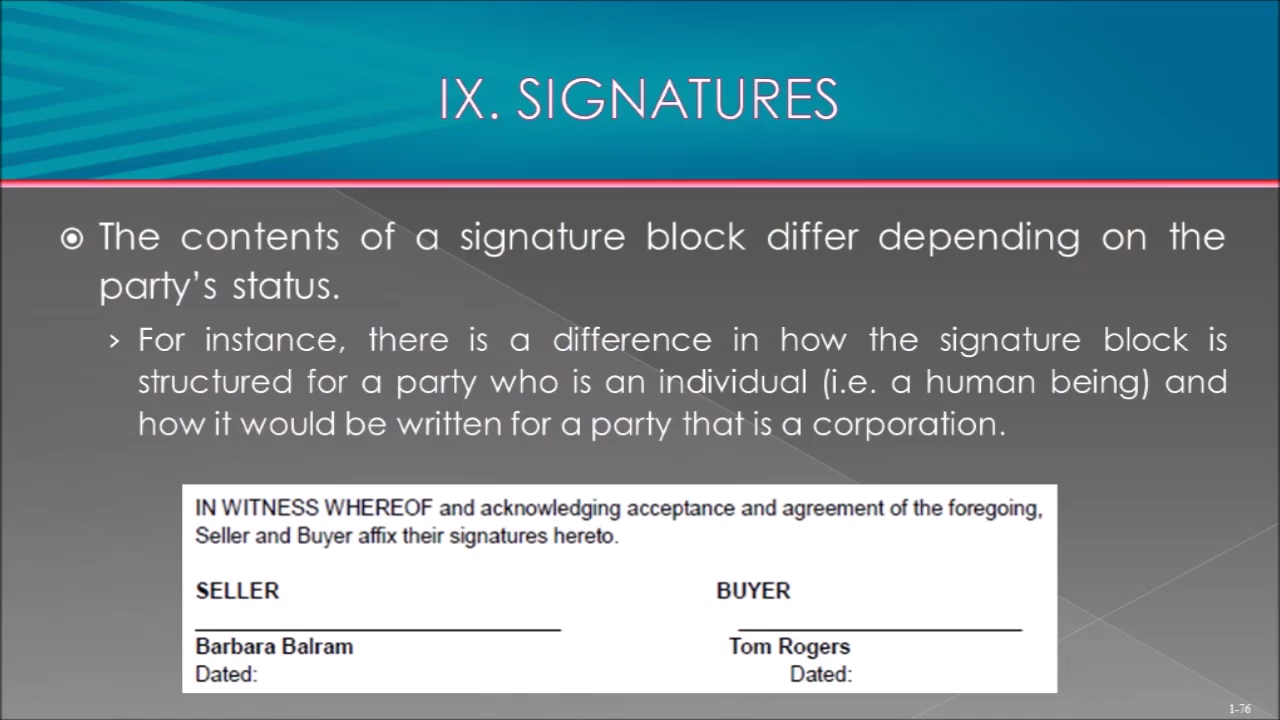 IX. SIGNATURES
The contents of a signature block differ depending on the
party's status.
For instance, there is a difference in how the signature block is
structured for a party who is an individual (i.e. a human being) and
how it would be written for a party that is a corporation.
IN WITNESS WHEREOF and acknowledging acceptance and agreement of the foregoing,
Seller and Buyer affix their signatures hereto.
SELLER BUYER
Barbara Balram Tom Rogers
Dated: Dated:
1-76